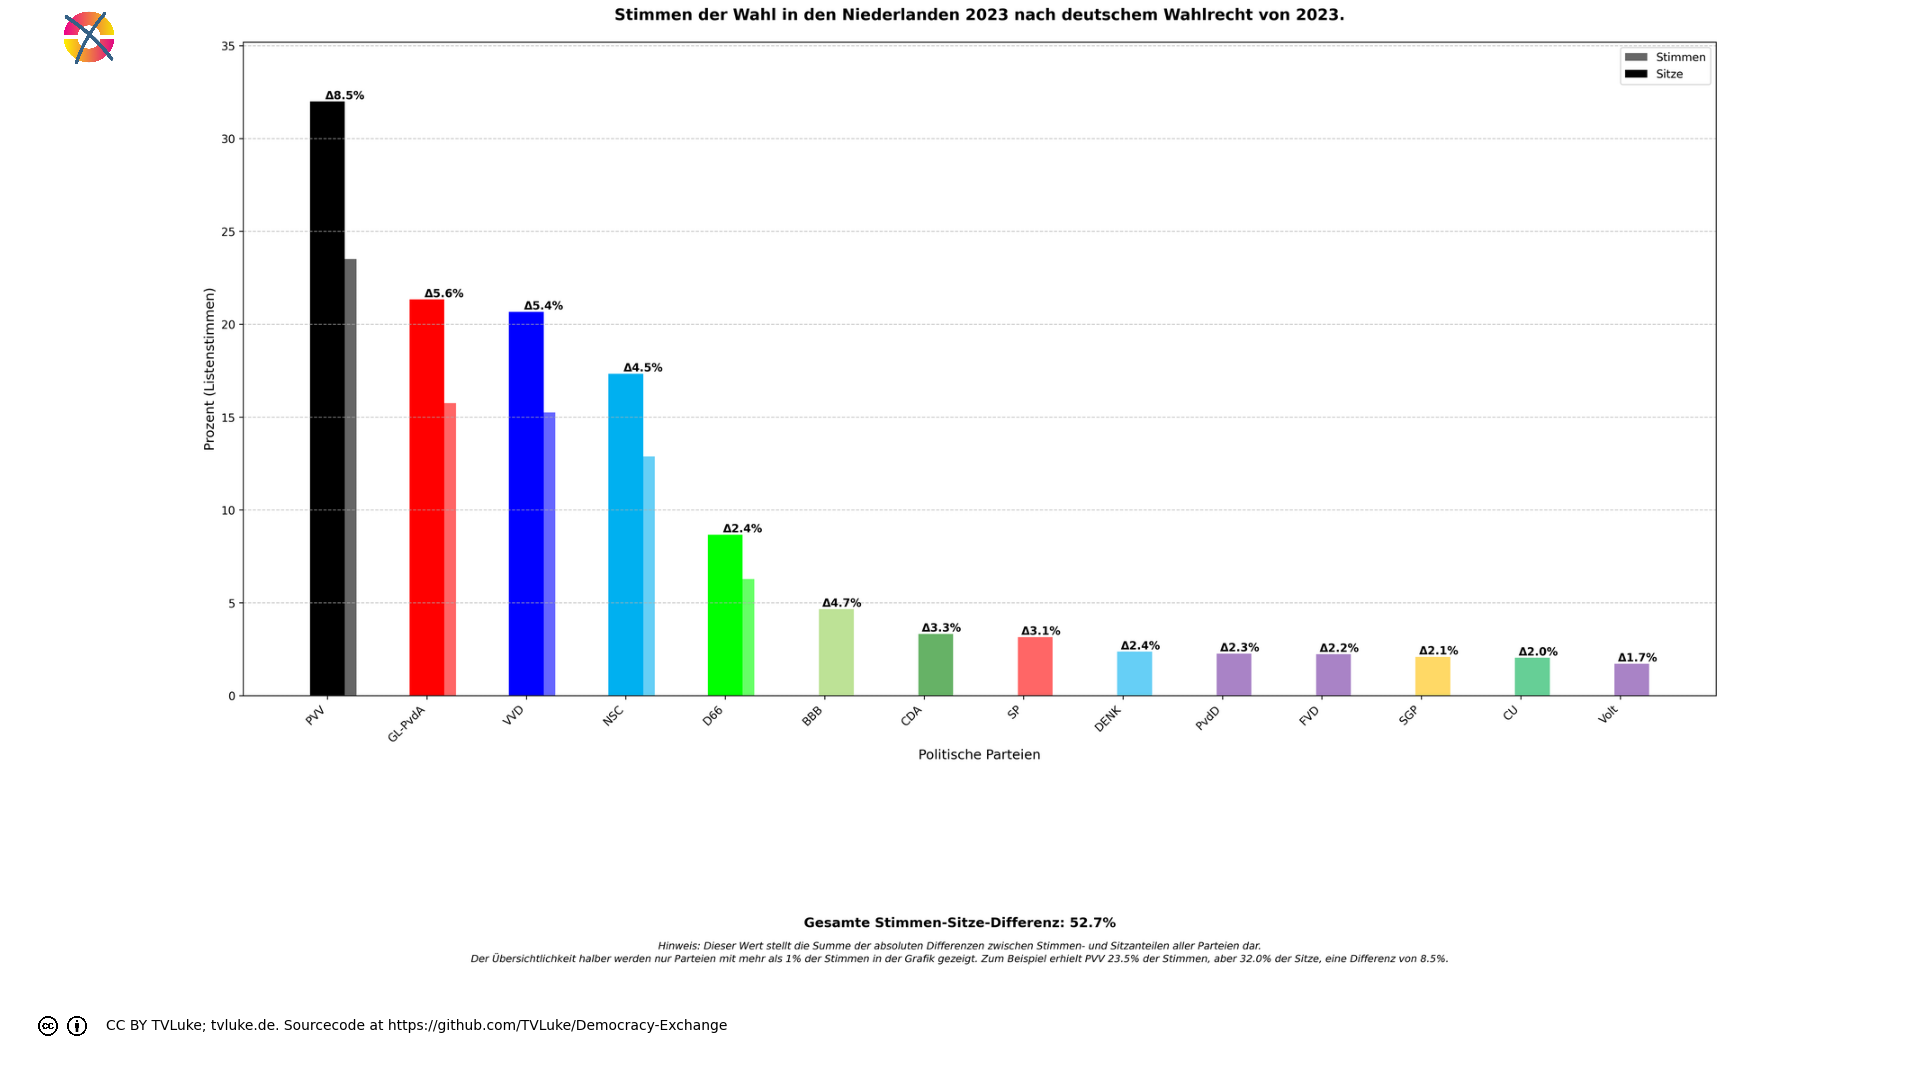 Stimmen der Wahl in den Niederlanden 2023 nach deutschem Wahlrecht von 2023.
35
30
25
20
15
10
5
0
Prozent (Listenstimmen)
Stimmen
Sitze
Δ8.5%
Δ5.6%
Δ5.4%
Δ4.5%
Δ2.4%
Δ4.7%
Δ3.3%
Δ3.1%
Δ2.4%
Δ2.3%
Δ2.2%
Δ2.1%
Δ2.0%
Δ1.7%
PVV
GL-PvdA
VVD
NSC
D66
BBB
CDA
SP
DENK
PvdD
FVD
SGP
CU
Volt
Politische Parteien
Gesamte Stimmen-Sitze-Differenz: 52.7%
Hinweis: Dieser Wert stellt die Summe der absoluten Differenzen zwischen Stimmen- und Sitzanteilen aller Parteien dar.
Der Übersichtlichkeit halber werden nur Parteien mit mehr als 1% der Stimmen in der Grafik gezeigt. Zum Beispiel erhielt PVV 23.5% der Stimmen, aber 32.0% der Sitze, eine Differenz von 8.5%.
cc
CC BY TVLuke; tvluke.de. Sourcecode at https://github.com/TVLuke/Democracy-Exchange